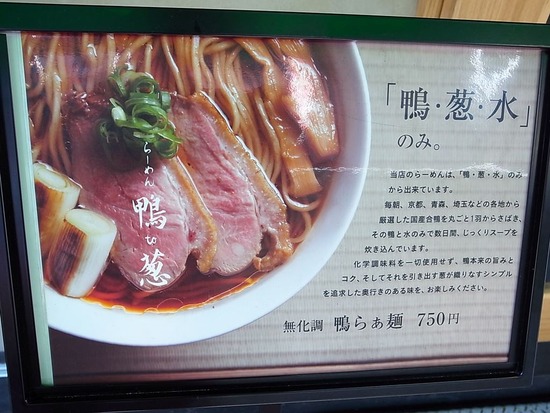 「鴨・葱・水」
のみ。
当店のらーめんは、「鴨・葱・水」のみ
から出来ています。
毎朝、京都、青森、埼玉などの各地から
厳選した国産合鴨を丸ごと1羽からさばき、
その鴨と水のみで数日間、じっくりスープを
炊き込んでいます。
化学調味料を一切使用せず、鴨本来の旨みと
コク、そしてそれを引き出す葱が織りなすシンプル
を追求した奥行きのある味を、お楽しみください。
無化調 鴨らぁ麺 750円
らーめん 鴨to葱